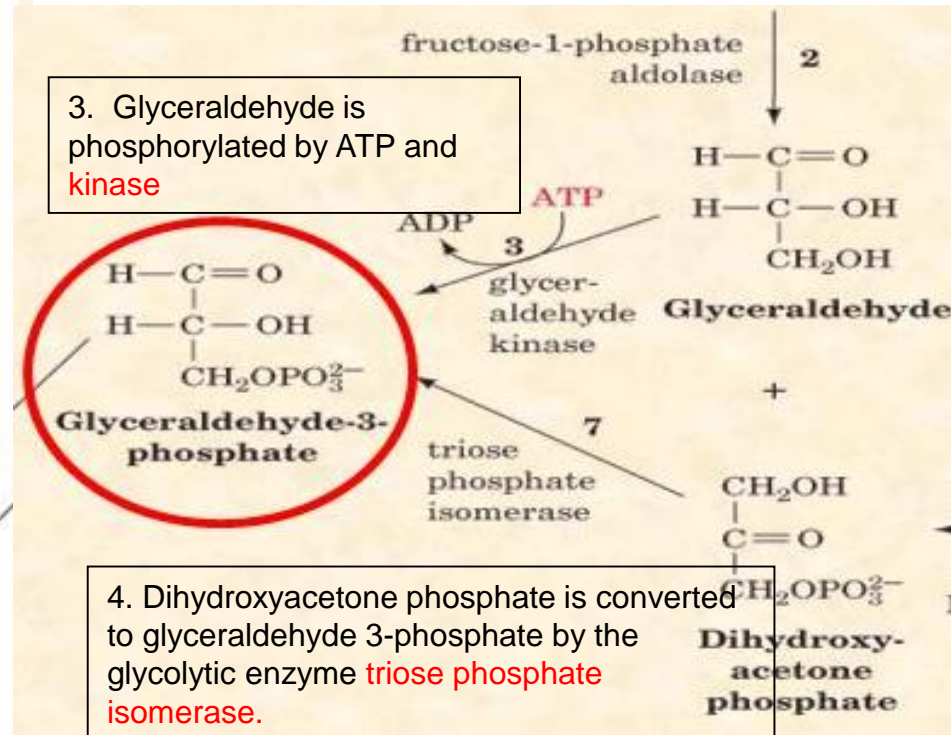 fructose-1-phosphate
aldolase
2
3. Glyceraldehyde is
phosphorylated by ATP and
kinase
H—C=O
H—C—OH
CH₂OH
Glyceraldehyde
ATP
ADP
3
glycer-
aldehyde
kinase
H—C=O
H—C—OH
CH₂OPO₃²⁻
Glyceraldehyde-3-
phosphate
+
7
triose
phosphate
isomerase
CH₂OH
C=O
CH₂OPO₃²⁻
Dihydroxy-
acetone
phosphate
4. Dihydroxyacetone phosphate is converted
to glyceraldehyde 3-phosphate by the
glycolytic enzyme triose phosphate
isomerase.